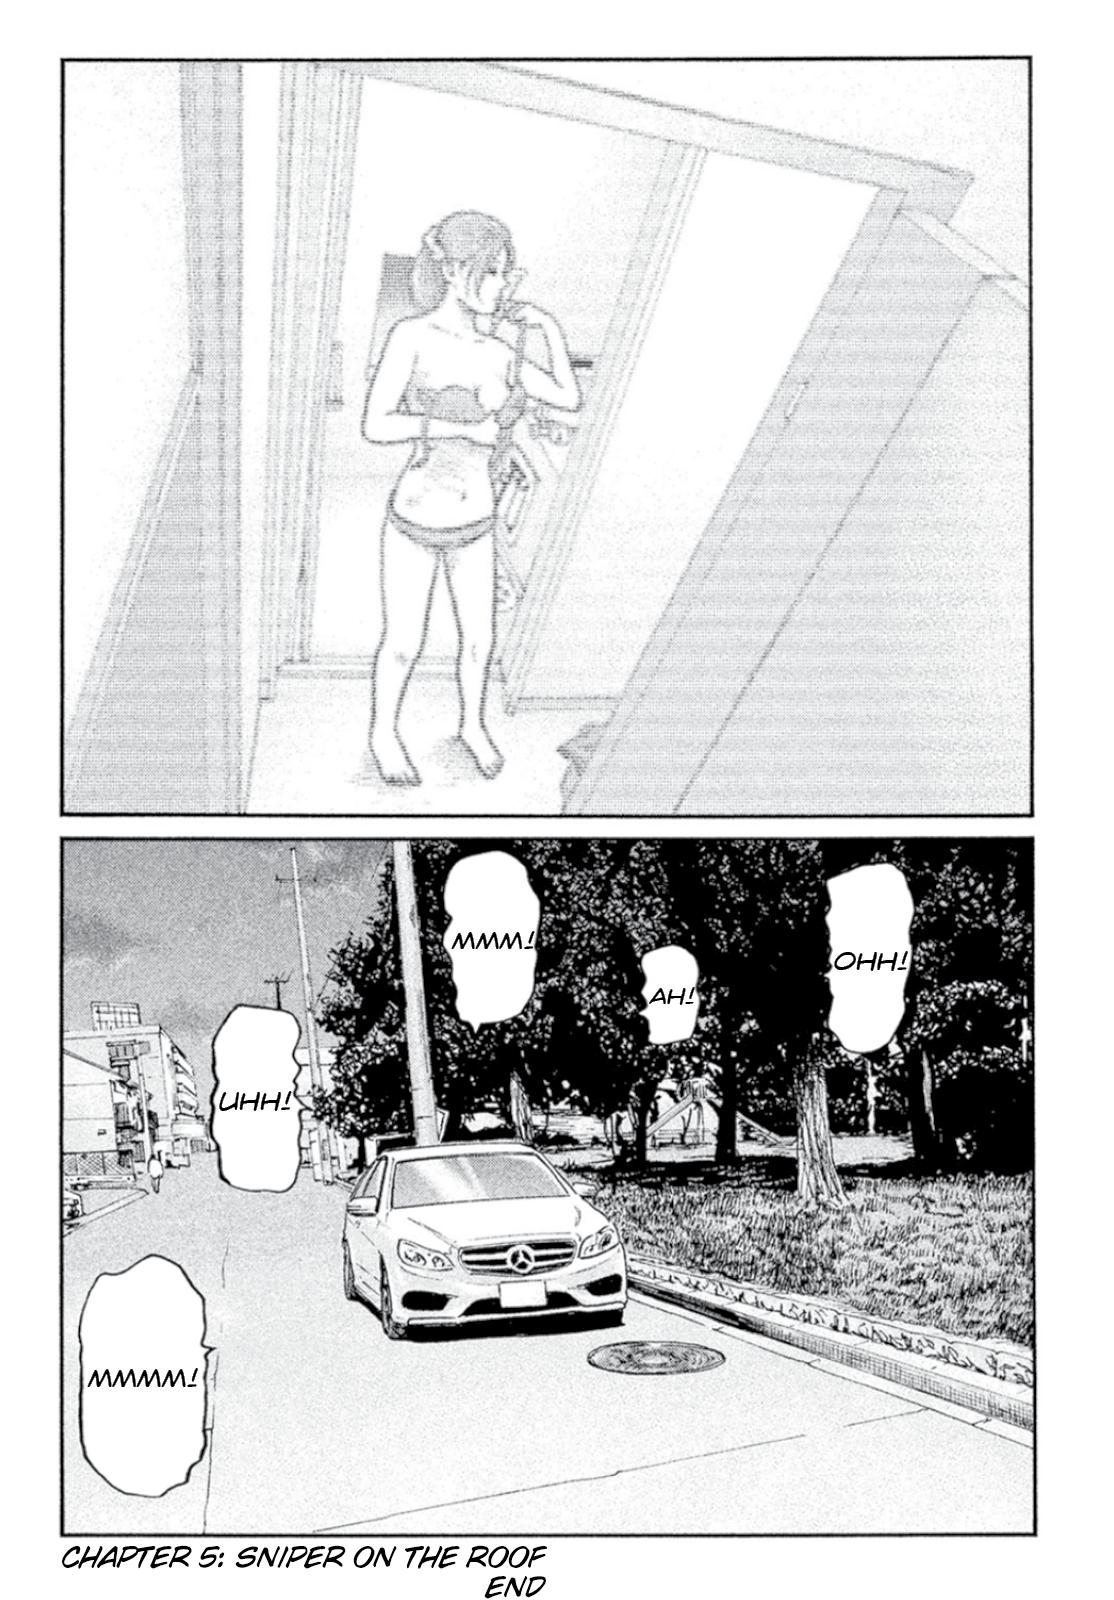 OHH!
AH!
MMM!
UHH!
MMMM!
CHAPTER 5: SNIPER ON THE ROOF
END